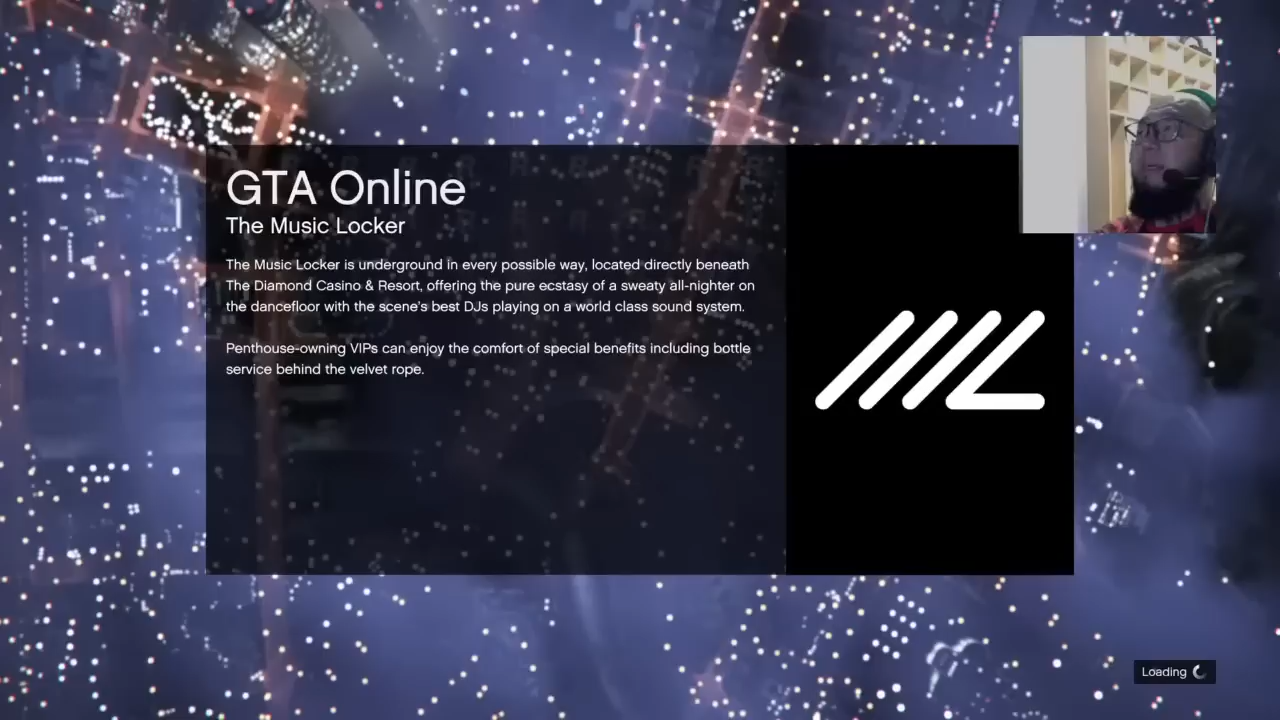 GTA Online
The Music Locker
The Music Locker is underground in every possible way, located directly beneath
The Diamond Casino & Resort, offering the pure ecstasy of a sweaty all-nighter on
the dancefloor with the scene's best DJs playing on a world class sound system.
Penthouse-owning VIPs can enjoy the comfort of special benefits including bottle
service behind the velvet rope.
Loading